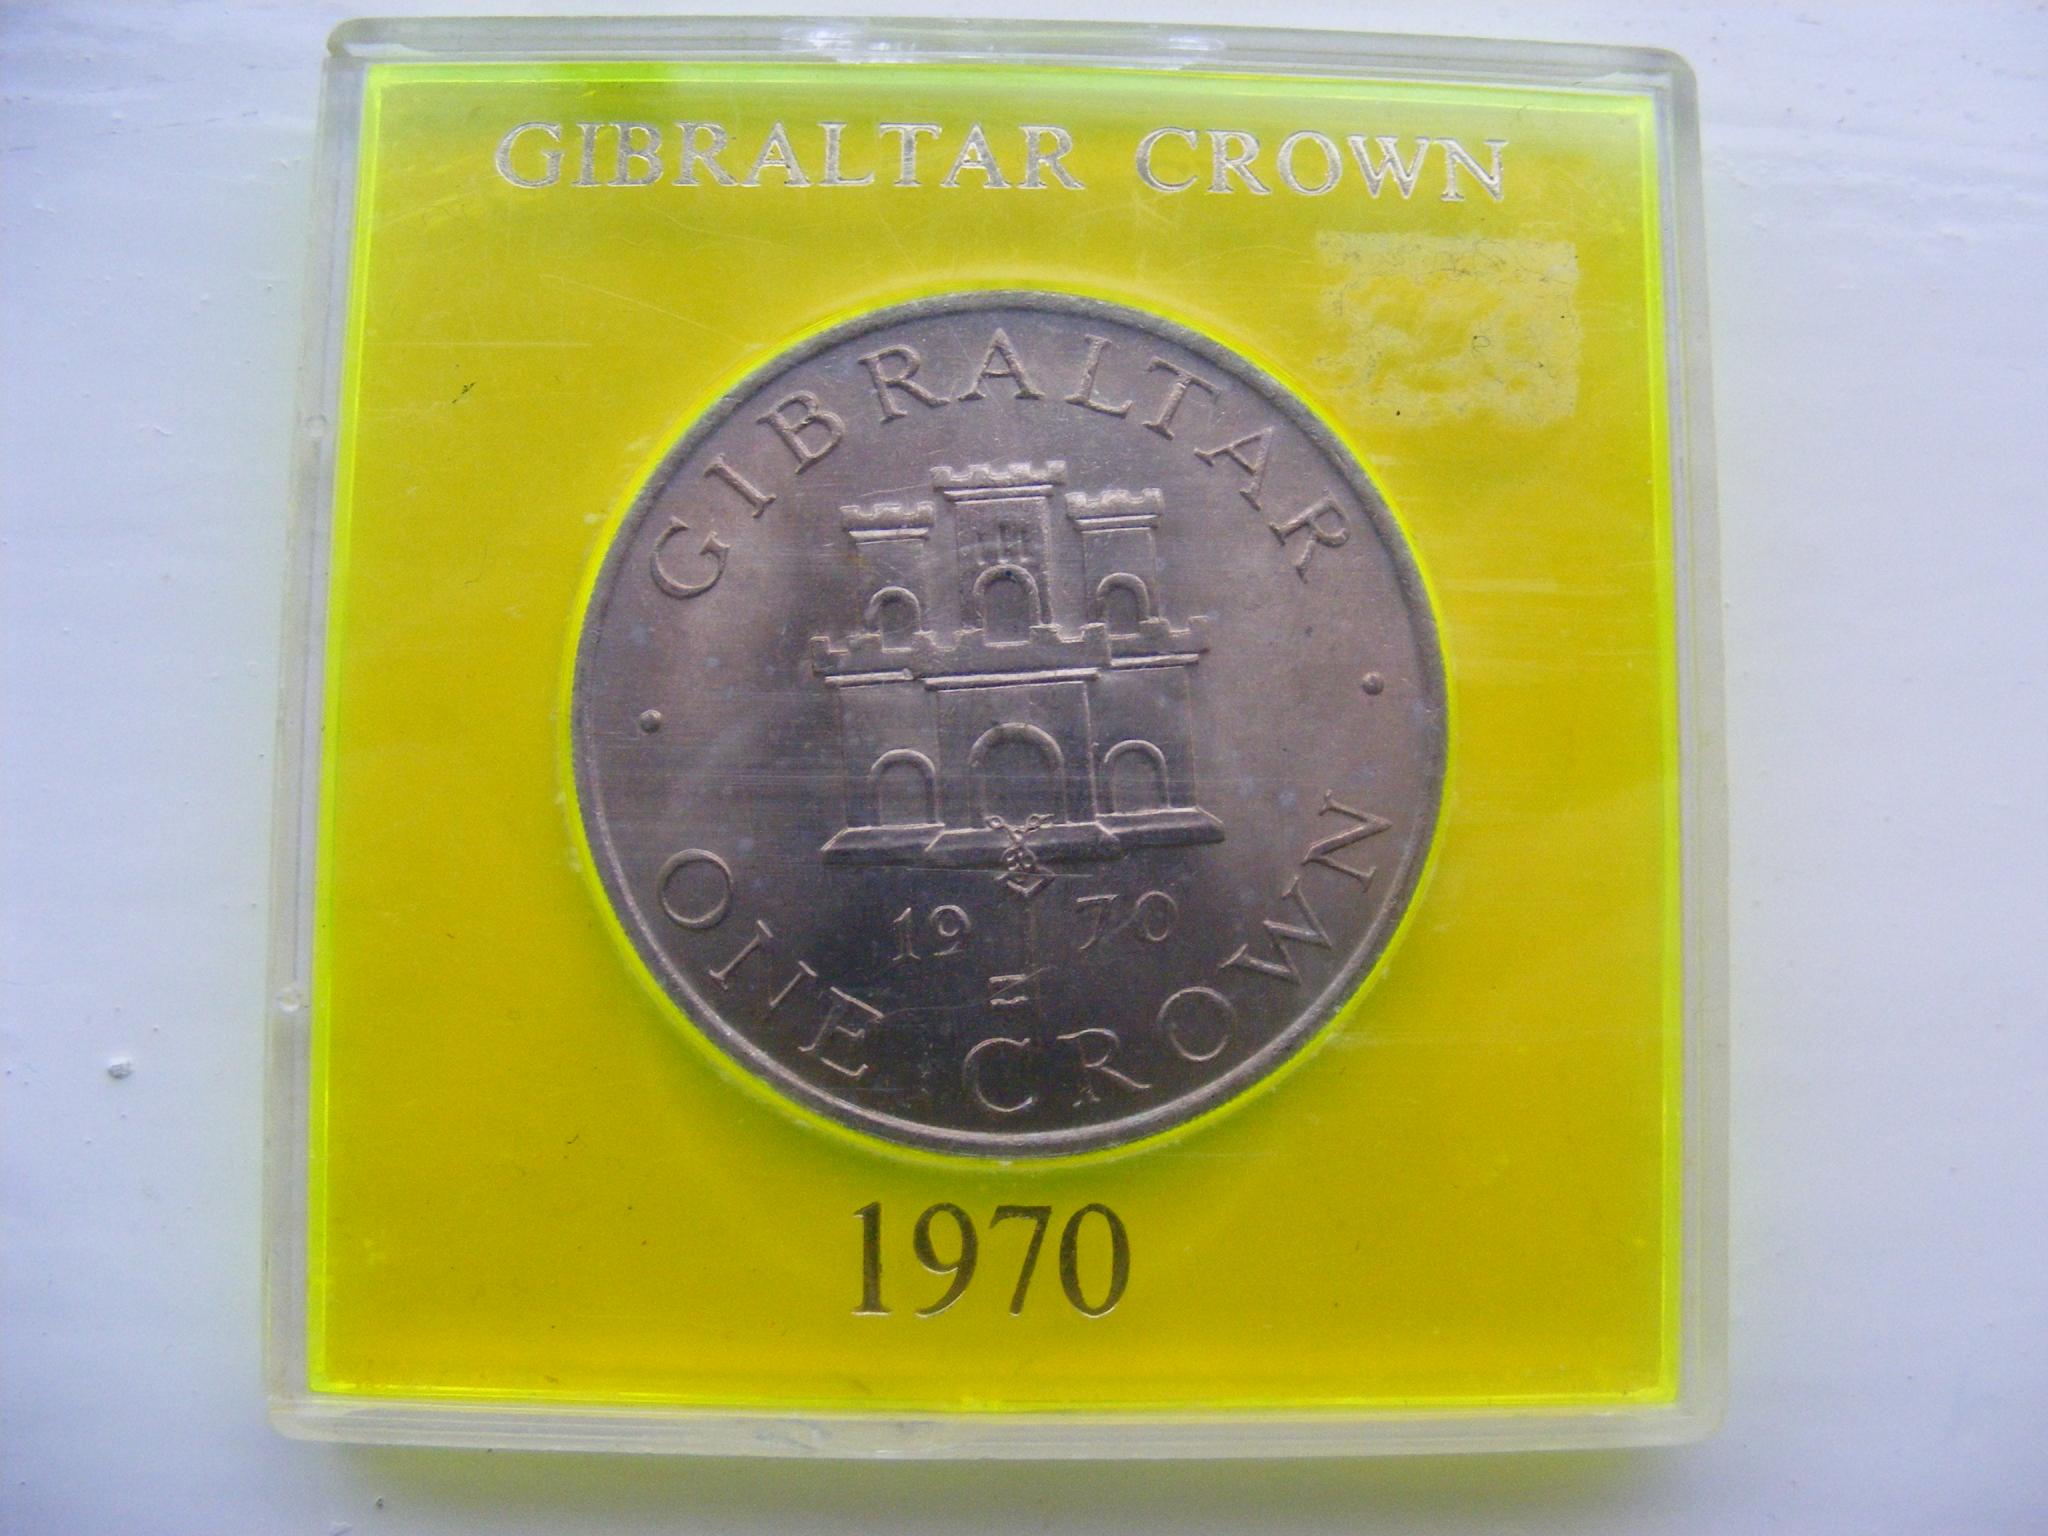 GIBRALTAR CROWN
GIBRALTAR
19 70
ONE CROWN
1970